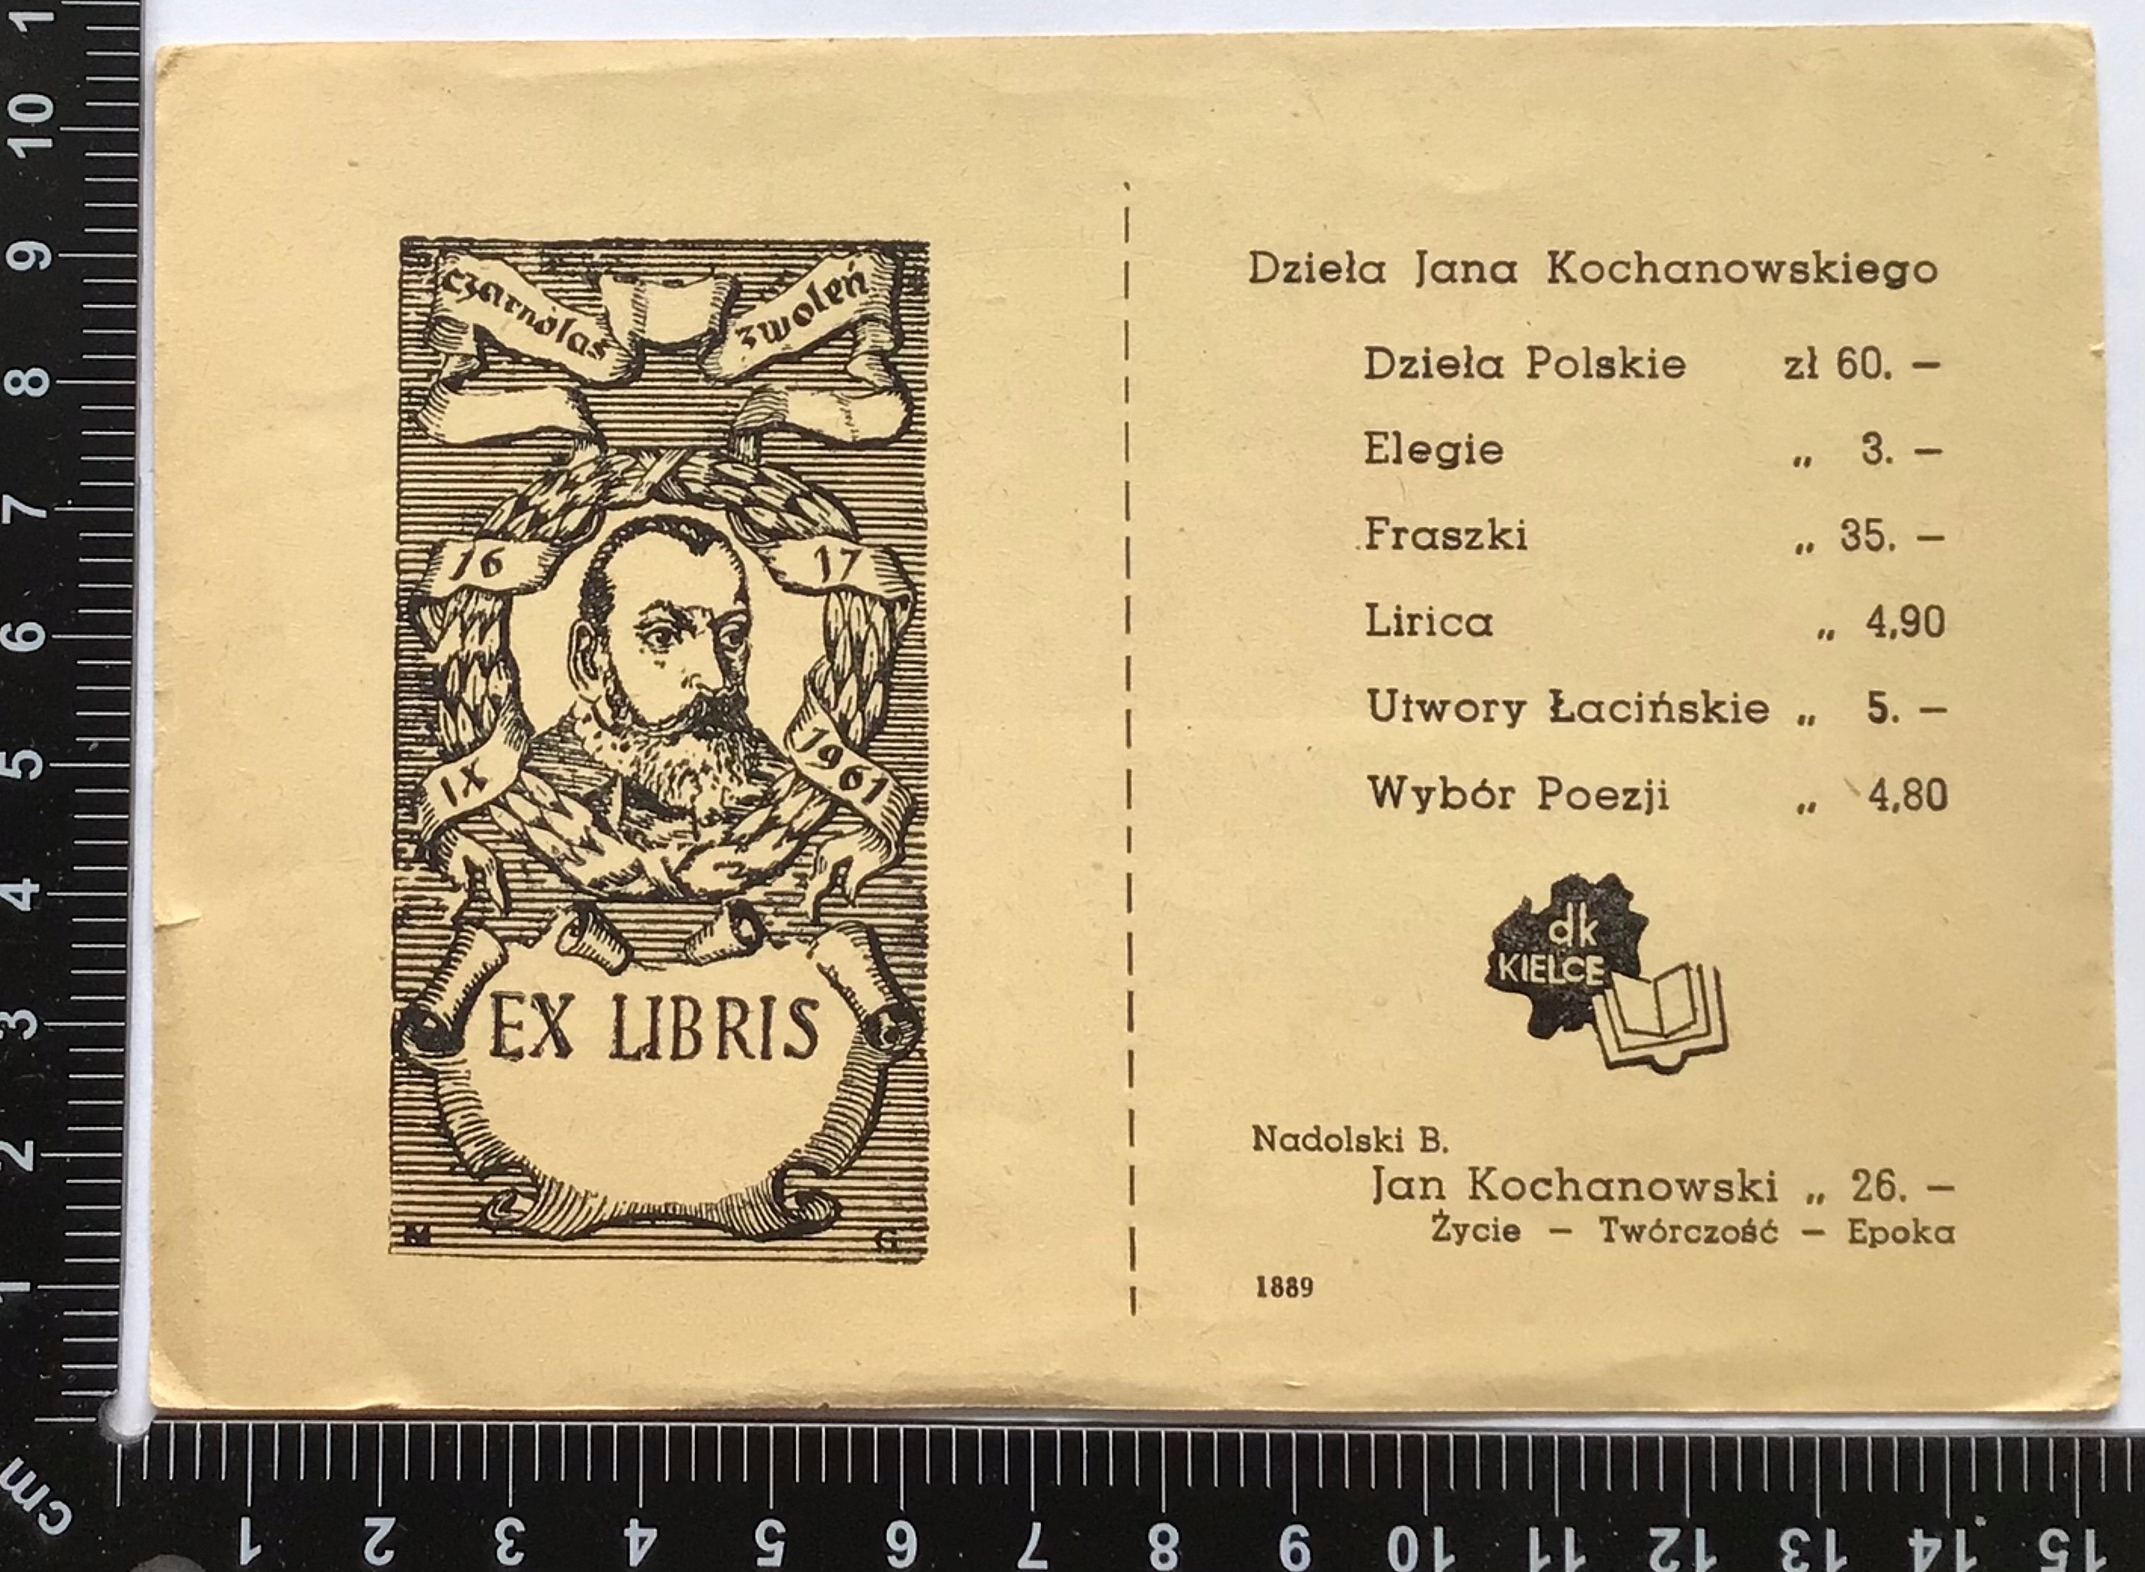 czarnolas zwoleń
16 17
IX 1961
EX LIBRIS
M G
Dzieła Jana Kochanowskiego
Dzieła Polskie zł 60. —
Elegie „ 3. —
Fraszki „ 35. —
Lirica „ 4,90
Utwory Łacińskie „ 5. —
Wybór Poezji „ 4,80
dk
KIELCE
Nadolski B.
Jan Kochanowski „ 26. —
Życie — Twórczość — Epoka
1889
11
10
9
8
7
6
5
4
3
2
1
cm
1 2 3 4 5 6 7 8 9 10 11 12 13 14 15